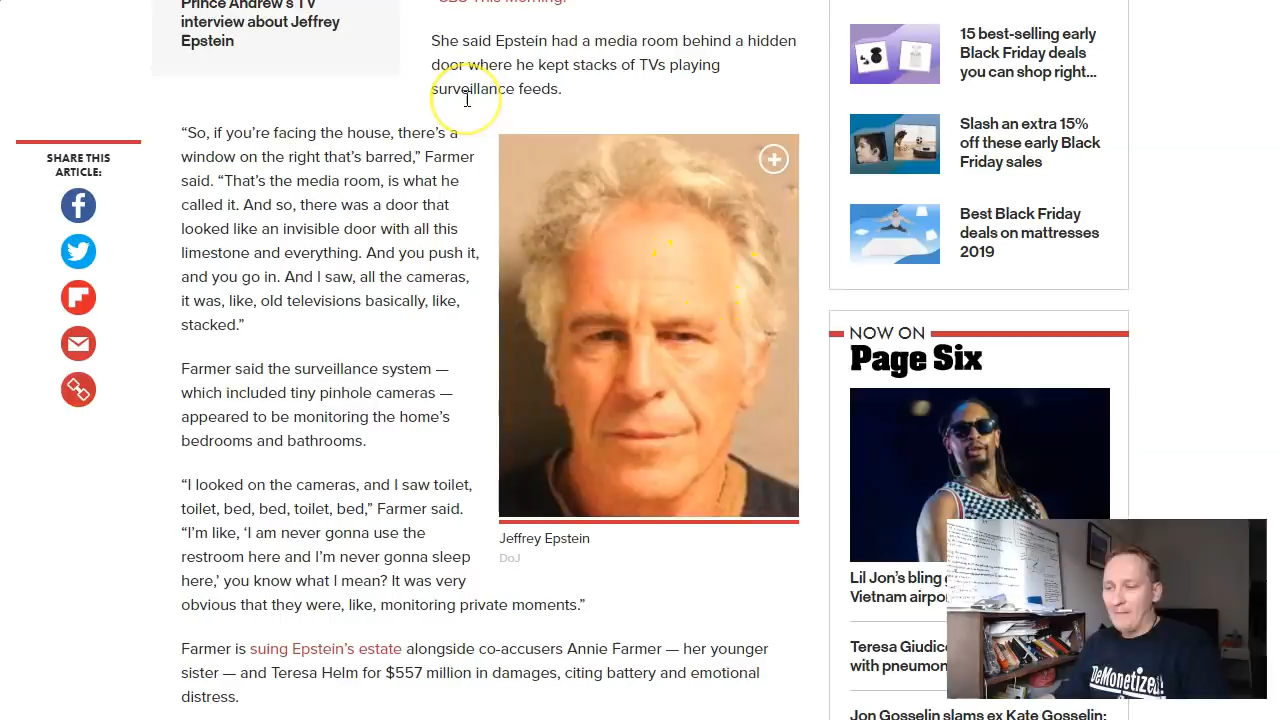 Prince Andrew's TV
interview about Jeffrey
Epstein
"CBS This Morning."
She said Epstein had a media room behind a hidden
door where he kept stacks of TVs playing
surveillance feeds.
SHARE THIS
ARTICLE:
“So, if you’re facing the house, there’s a
window on the right that’s barred,” Farmer
said. “That’s the media room, is what he
called it. And so, there was a door that
looked like an invisible door with all this
limestone and everything. And you push it,
and you go in. And I saw, all the cameras,
it was, like, old televisions basically, like,
stacked.”
Farmer said the surveillance system —
which included tiny pinhole cameras —
appeared to be monitoring the home’s
bedrooms and bathrooms.
“I looked on the cameras, and I saw toilet,
toilet, bed, bed, toilet, bed,” Farmer said.
“I’m like, ‘I am never gonna use the
restroom here and I’m never gonna sleep
here,’ you know what I mean? It was very
obvious that they were, like, monitoring private moments.”
Jeffrey Epstein
DoJ
Farmer is suing Epstein’s estate alongside co-accusers Annie Farmer — her younger
sister — and Teresa Helm for $557 million in damages, citing battery and emotional
distress.
15 best-selling early
Black Friday deals
you can shop right...
Slash an extra 15%
off these early Black
Friday sales
Best Black Friday
deals on mattresses
2019
NOW ON
Page Six
Lil Jon’s bling
Vietnam airpo
Teresa Giudice
with pneumon
Jon Gosselin slams ex Kate Gosselin:
DeMonetized!